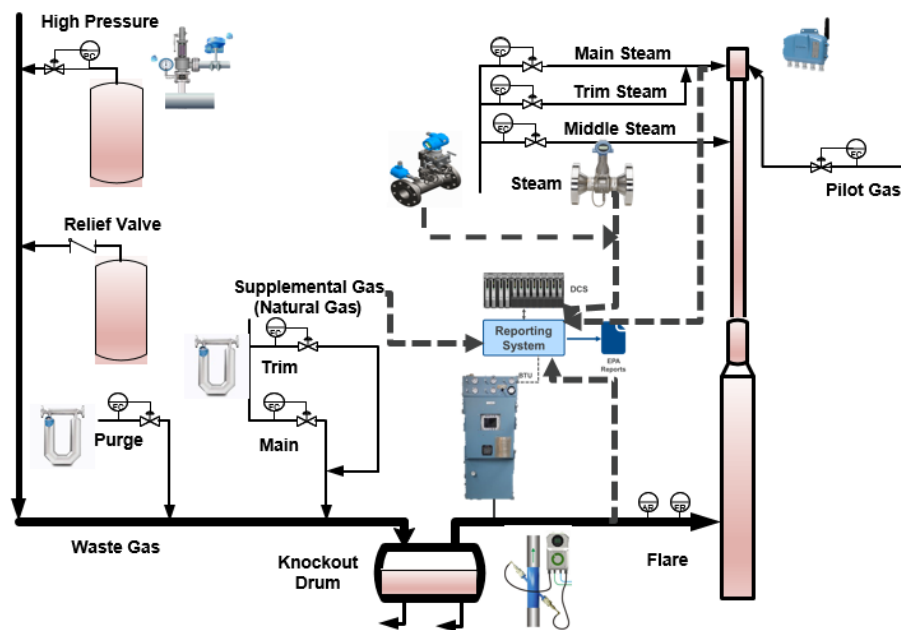 High Pressure
FC
Relief Valve
Supplemental Gas
(Natural Gas)
FC
Trim
FC
Main
FC
Purge
Waste Gas
Knockout
Drum
FC
Main Steam
FC
Trim Steam
FC
Middle Steam
Steam
DCS
Reporting
System
EPA
Reports
BTU
FC
Pilot Gas
AR
FR
Flare